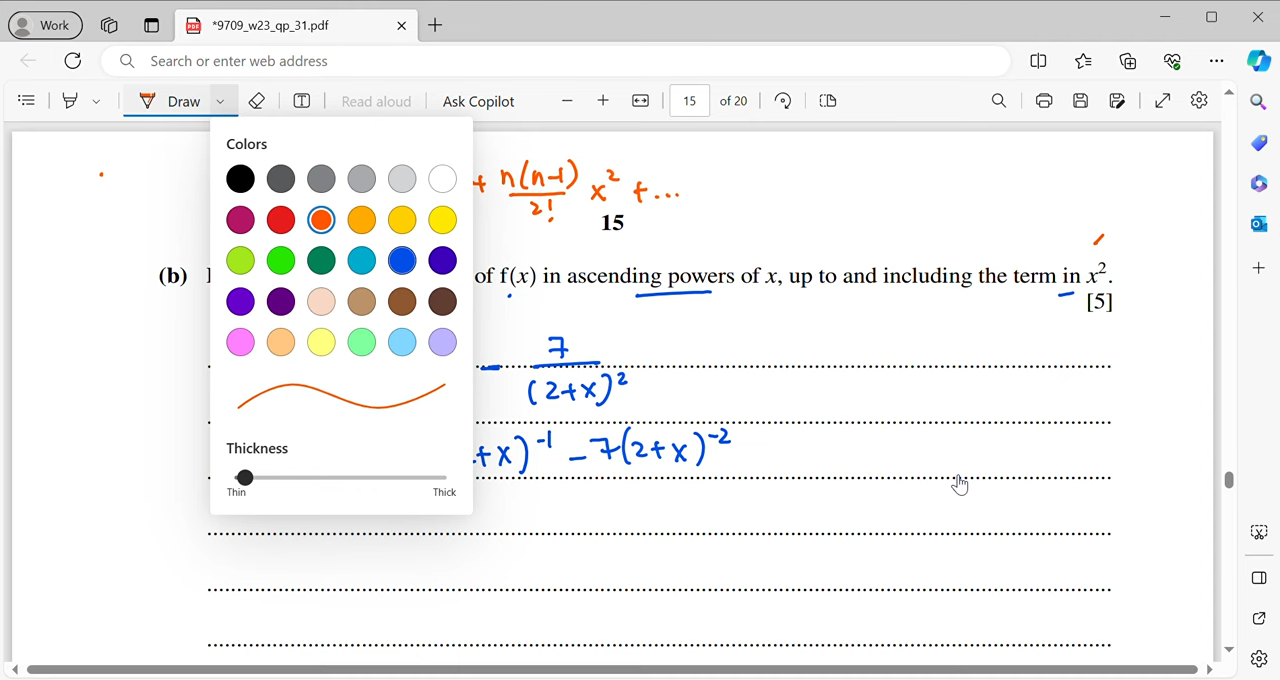 Work
*9709_w23_qp_31.pdf
Search or enter web address
Draw
Read aloud
Ask Copilot
15
of 20
Colors
+ n(n-1)/2! x² + ...
15
of f(x) in ascending powers of x, up to and including the term in x².
(b)
[5]
- 7/(2+x)²
+x)⁻¹ - 7(2+x)⁻²
Thickness
Thin
Thick